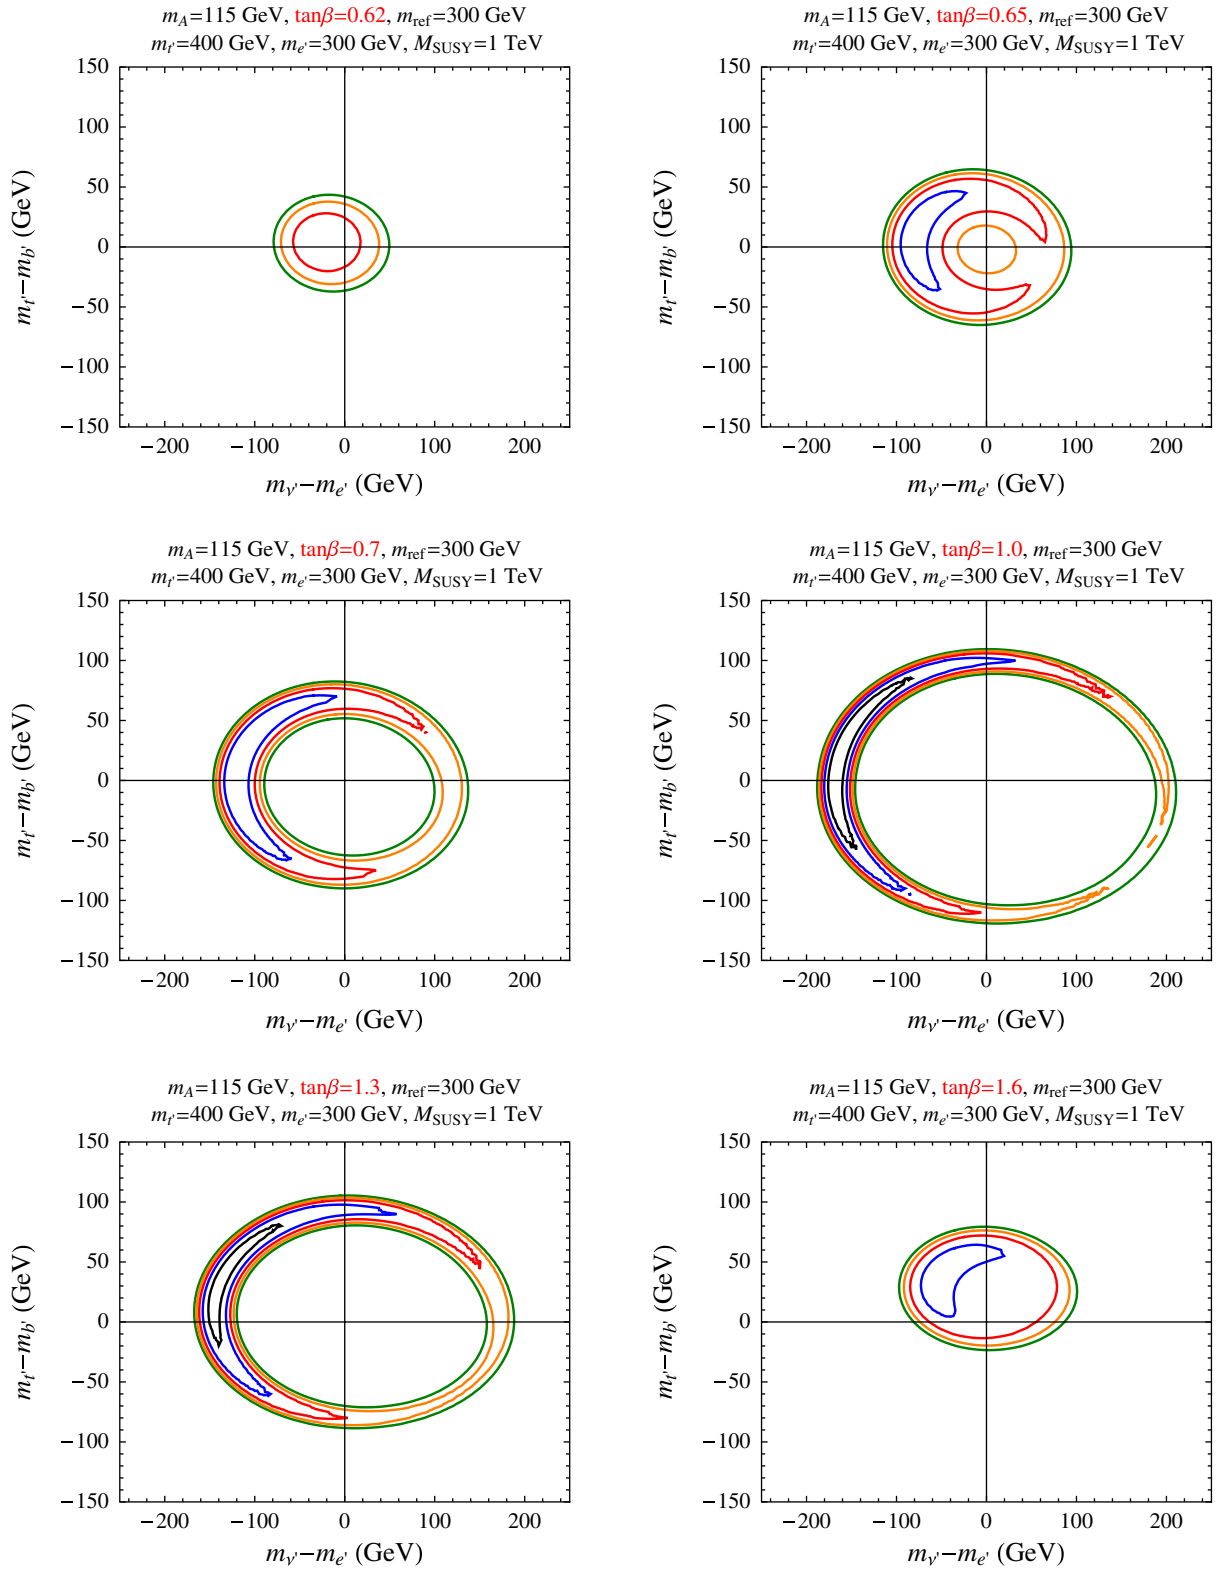 m_A=115 GeV, tanβ=0.62, m_ref=300 GeV
m_t'=400 GeV, m_e'=300 GeV, M_SUSY=1 TeV
150
100
50
0
−50
−100
−150
−200 −100 0 100 200
m_t'−m_b' (GeV)
m_ν'−m_e' (GeV)
m_A=115 GeV, tanβ=0.65, m_ref=300 GeV
m_t'=400 GeV, m_e'=300 GeV, M_SUSY=1 TeV
150
100
50
0
−50
−100
−150
−200 −100 0 100 200
m_t'−m_b' (GeV)
m_ν'−m_e' (GeV)
m_A=115 GeV, tanβ=0.7, m_ref=300 GeV
m_t'=400 GeV, m_e'=300 GeV, M_SUSY=1 TeV
150
100
50
0
−50
−100
−150
−200 −100 0 100 200
m_t'−m_b' (GeV)
m_ν'−m_e' (GeV)
m_A=115 GeV, tanβ=1.0, m_ref=300 GeV
m_t'=400 GeV, m_e'=300 GeV, M_SUSY=1 TeV
150
100
50
0
−50
−100
−150
−200 −100 0 100 200
m_t'−m_b' (GeV)
m_ν'−m_e' (GeV)
m_A=115 GeV, tanβ=1.3, m_ref=300 GeV
m_t'=400 GeV, m_e'=300 GeV, M_SUSY=1 TeV
150
100
50
0
−50
−100
−150
−200 −100 0 100 200
m_t'−m_b' (GeV)
m_ν'−m_e' (GeV)
m_A=115 GeV, tanβ=1.6, m_ref=300 GeV
m_t'=400 GeV, m_e'=300 GeV, M_SUSY=1 TeV
150
100
50
0
−50
−100
−150
−200 −100 0 100 200
m_t'−m_b' (GeV)
m_ν'−m_e' (GeV)